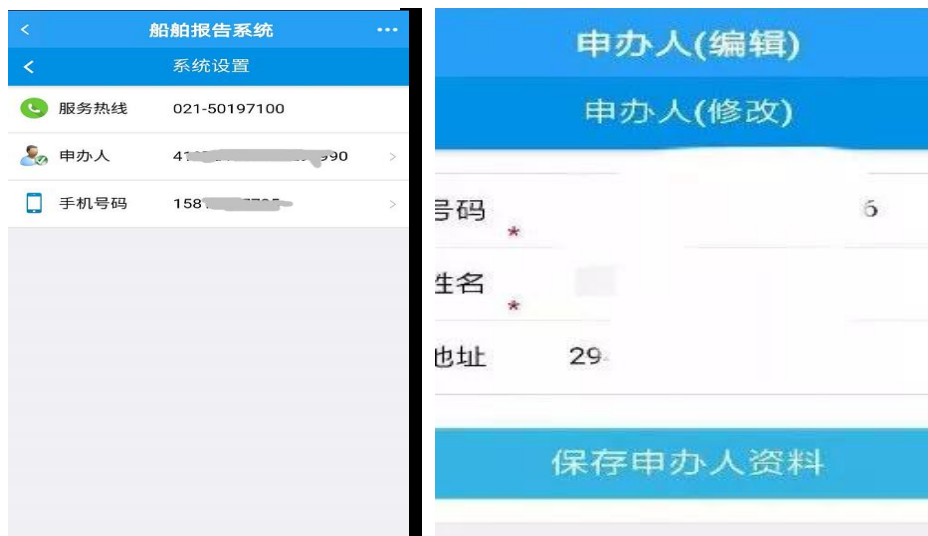 船舶报告系统
系统设置
服务热线 021-50197100
申办人 41 990
手机号码 158
申办人(编辑)
申办人(修改)
号码 * 6
姓名 *
地址 29
保存申办人资料